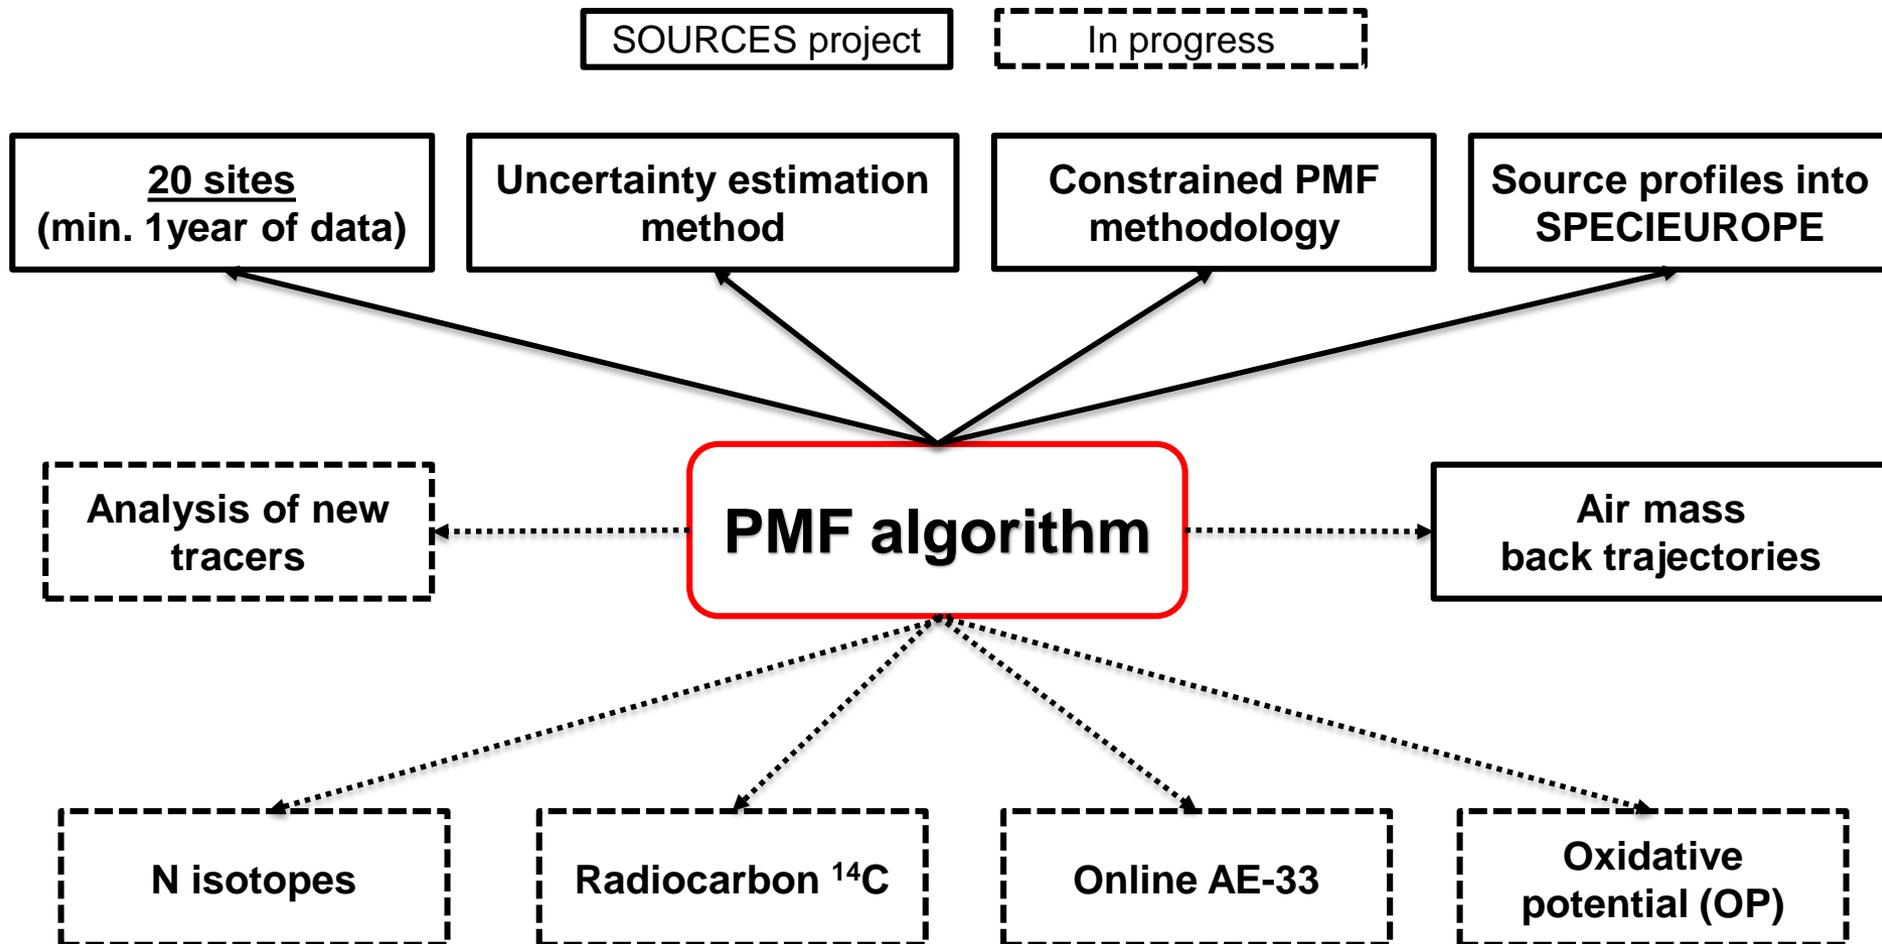 SOURCES project
In progress
20 sites
(min. 1year of data)
Uncertainty estimation
method
Constrained PMF
methodology
Source profiles into
SPECIEUROPE
Analysis of new
tracers
PMF algorithm
Air mass
back trajectories
N isotopes
Radiocarbon ¹⁴C
Online AE-33
Oxidative
potential (OP)